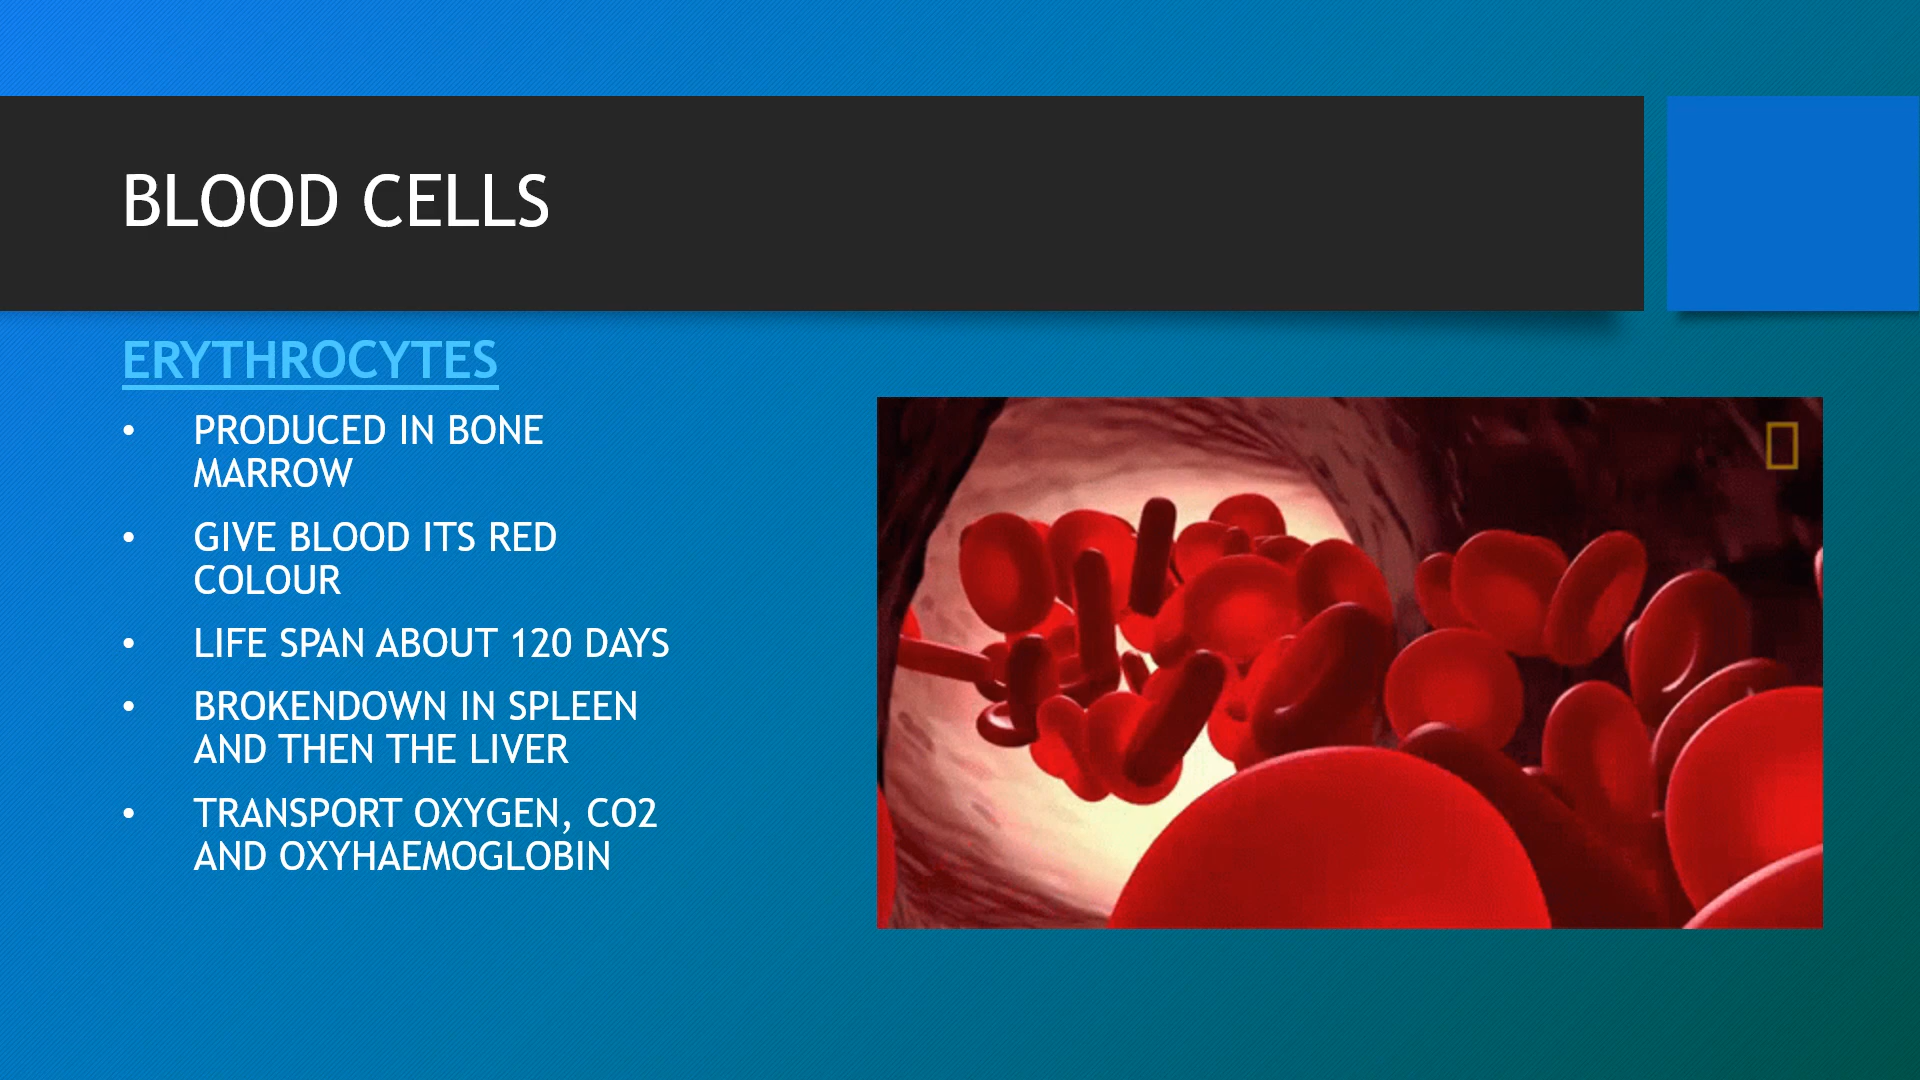 BLOOD CELLS
ERYTHROCYTES
• PRODUCED IN BONE
MARROW
• GIVE BLOOD ITS RED
COLOUR
• LIFE SPAN ABOUT 120 DAYS
• BROKENDOWN IN SPLEEN
AND THEN THE LIVER
• TRANSPORT OXYGEN, CO2
AND OXYHAEMOGLOBIN